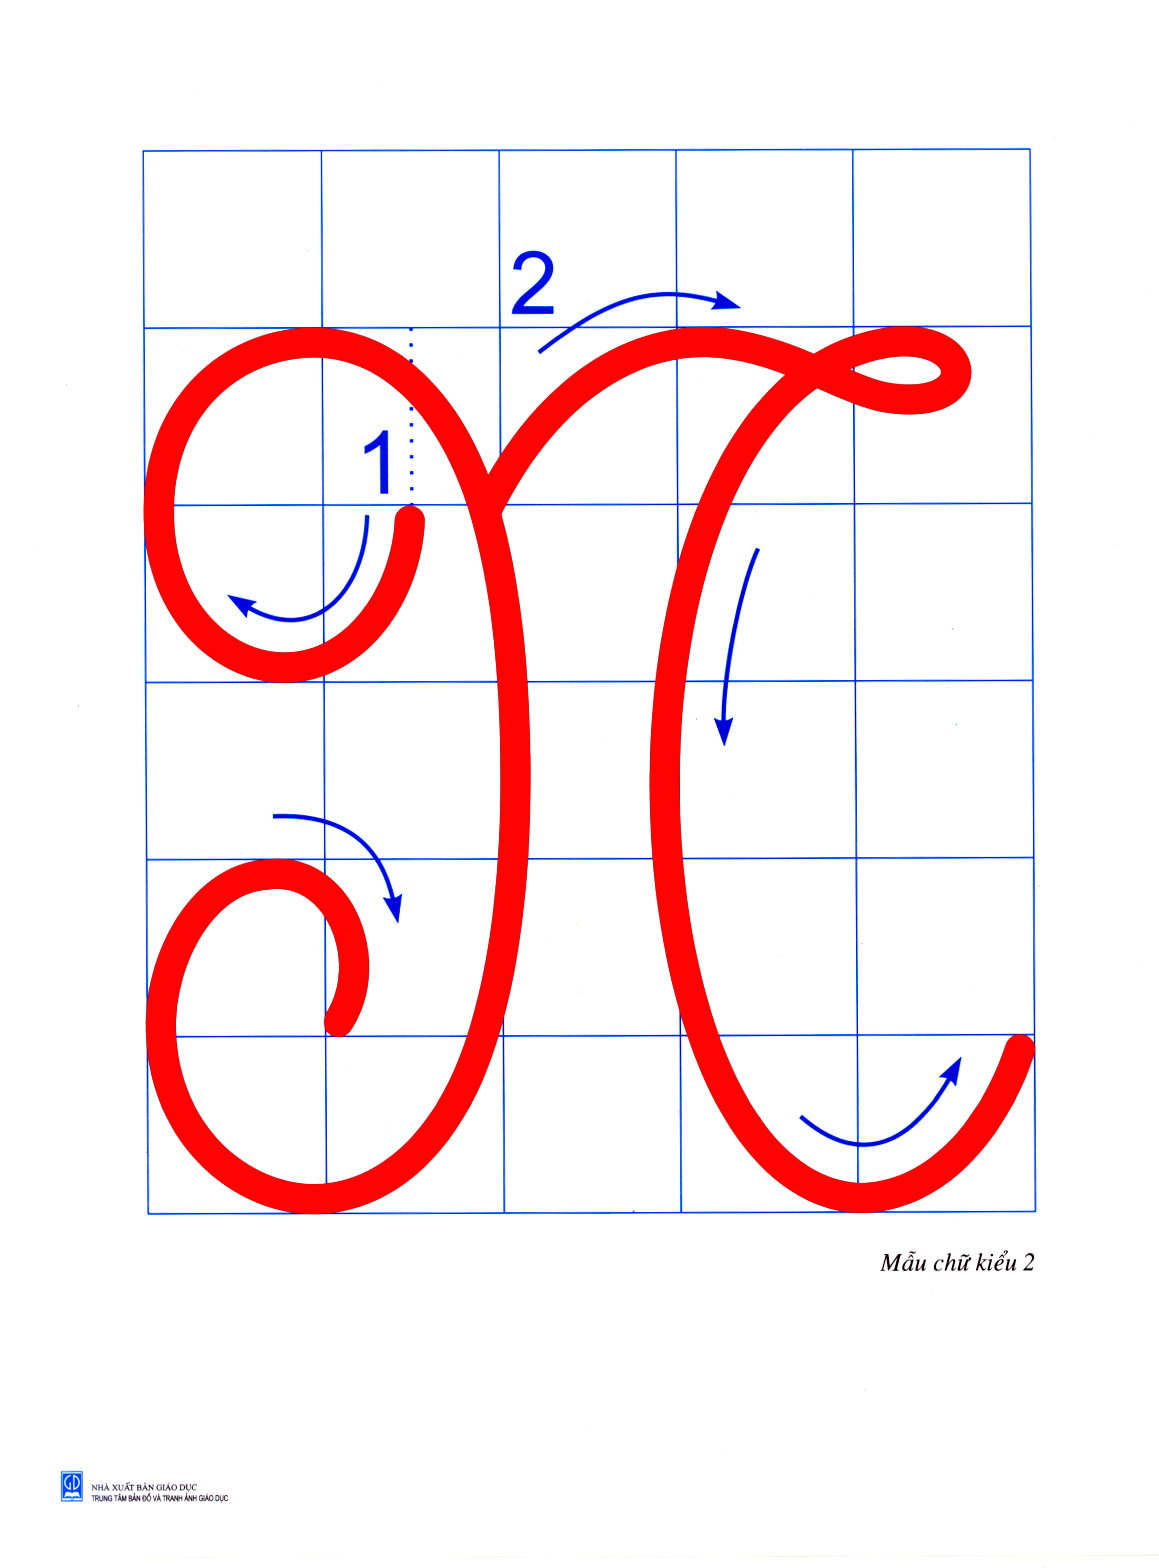 N
2
1
Mẫu chữ kiểu 2
GD
NHÀ XUẤT BẢN GIÁO DỤC
TRUNG TÂM BẢN ĐỒ VÀ TRANH ẢNH GIÁO DỤC